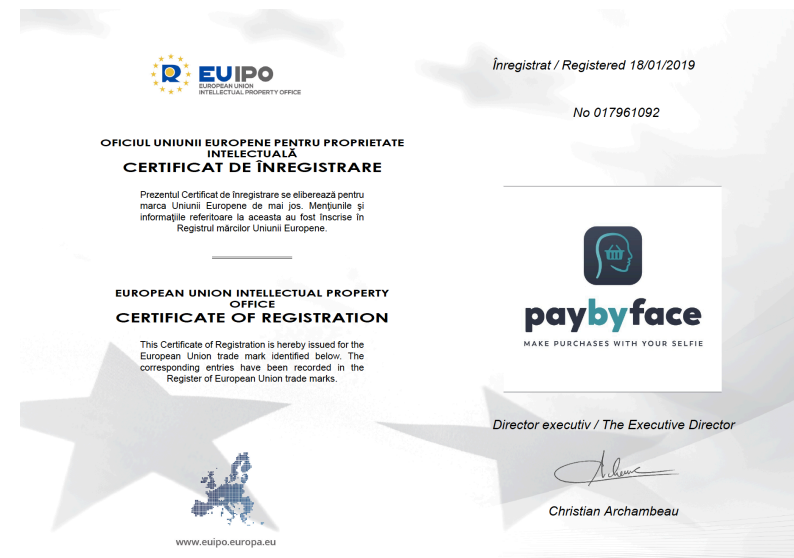 EUIPO
EUROPEAN UNION
INTELLECTUAL PROPERTY OFFICE
OFICIUL UNIUNII EUROPENE PENTRU PROPRIETATE
INTELECTUALĂ
CERTIFICAT DE ÎNREGISTRARE
Prezentul Certificat de înregistrare se eliberează pentru
marca Uniunii Europene de mai jos. Menţiunile şi
informaţiile referitoare la aceasta au fost înscrise în
Registrul mărcilor Uniunii Europene.
EUROPEAN UNION INTELLECTUAL PROPERTY
OFFICE
CERTIFICATE OF REGISTRATION
This Certificate of Registration is hereby issued for the
European Union trade mark identified below. The
corresponding entries have been recorded in the
Register of European Union trade marks.
www.euipo.europa.eu
Înregistrat / Registered 18/01/2019
No 017961092
paybyface
MAKE PURCHASES WITH YOUR SELFIE
Director executiv / The Executive Director
Christian Archambeau